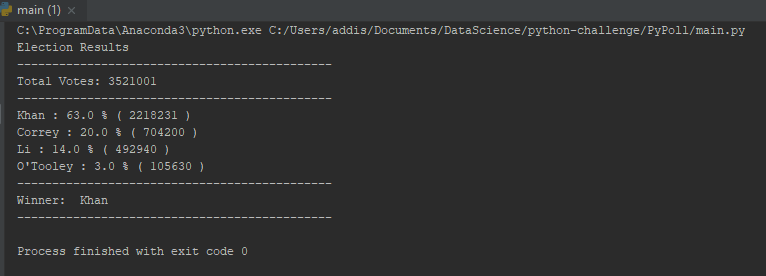 main (1) ×
C:\ProgramData\Anaconda3\python.exe C:/Users/addis/Documents/DataScience/python-challenge/PyPoll/main.py
Election Results
---------------------------------------------
Total Votes: 3521001
---------------------------------------------
Khan : 63.0 % ( 2218231 )
Correy : 20.0 % ( 704200 )
Li : 14.0 % ( 492940 )
O'Tooley : 3.0 % ( 105630 )
---------------------------------------------
Winner:  Khan
---------------------------------------------
Process finished with exit code 0